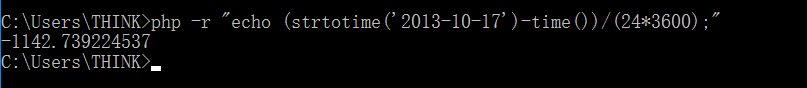 C:\Users\THINK>php -r "echo (strtotime('2013-10-17')-time())/(24*3600);"
-1142.739224537
C:\Users\THINK>